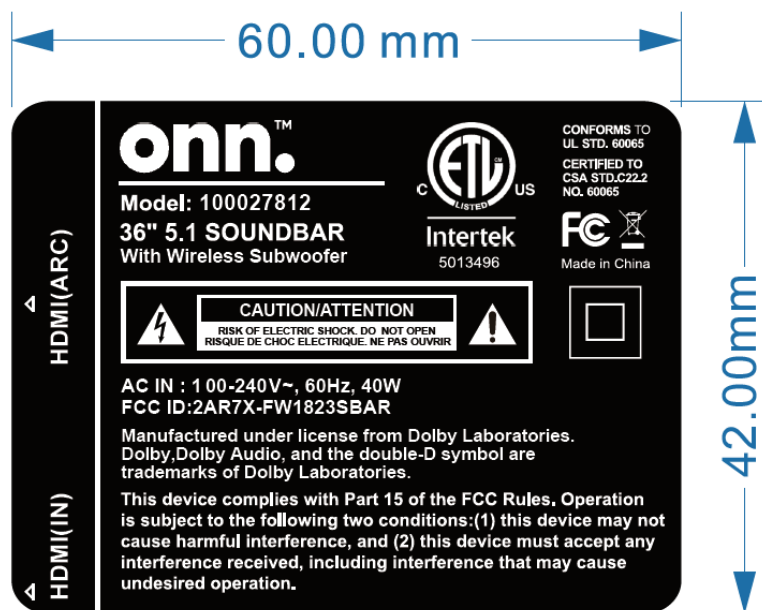 60.00 mm
onn.™
Model: 100027812
36" 5.1 SOUNDBAR
With Wireless Subwoofer
C ETL CM US
LISTED
Intertek
5013496
CONFORMS TO
UL STD. 60065
CERTIFIED TO
CSA STD.C22.2
NO. 60065
FC
Made in China
HDMI(ARC)
CAUTION/ATTENTION
RISK OF ELECTRIC SHOCK. DO NOT OPEN
RISQUE DE CHOC ELECTRIQUE. NE PAS OUVRIR
42.00mm
AC IN : 100-240V~, 60Hz, 40W
FCC ID:2AR7X-FW1823SBAR
Manufactured under license from Dolby Laboratories.
Dolby,Dolby Audio, and the double-D symbol are
trademarks of Dolby Laboratories.
HDMI(IN)
This device complies with Part 15 of the FCC Rules. Operation
is subject to the following two conditions:(1) this device may not
cause harmful interference, and (2) this device must accept any
interference received, including interference that may cause
undesired operation.